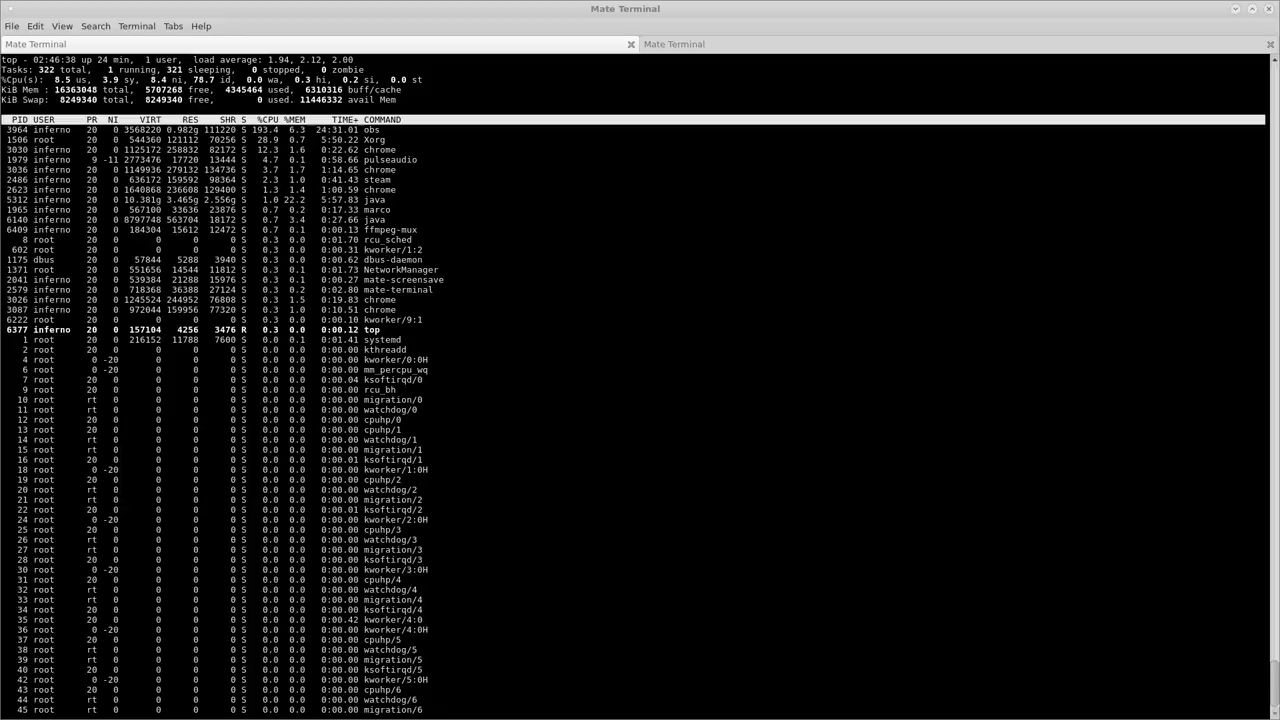 Mate Terminal
File Edit View Search Terminal Tabs Help
Mate Terminal Mate Terminal
top - 02:46:38 up 24 min,  1 user,  load average: 1.94, 2.12, 2.00
Tasks: 322 total,   1 running, 321 sleeping,   0 stopped,   0 zombie
%Cpu(s):  8.5 us,  3.9 sy,  8.4 ni, 78.7 id,  0.0 wa,  0.3 hi,  0.2 si,  0.0 st
KiB Mem : 16363048 total,  5707268 free,  4345464 used,  6310316 buff/cache
KiB Swap:  8249340 total,  8249340 free,        0 used. 11446332 avail Mem
PID USER PR NI VIRT RES SHR S %CPU %MEM TIME+ COMMAND
3964 inferno 20 0 3568220 0.982g 111220 S 193.4 6.3 24:31.01 obs
1506 root 20 0 544360 121112 70256 S 28.9 0.7 5:50.22 Xorg
3030 inferno 20 0 1125172 258832 82172 S 12.3 1.6 0:22.62 chrome
1979 inferno 9 -11 2773476 17720 13444 S 4.7 0.1 0:58.66 pulseaudio
3036 inferno 20 0 1149936 279132 134736 S 3.7 1.7 1:14.65 chrome
2486 inferno 20 0 636172 159592 98364 S 2.3 1.0 0:41.43 steam
2623 inferno 20 0 1640868 236608 129400 S 1.3 1.4 1:00.59 chrome
5312 inferno 20 0 10.381g 3.465g 2.556g S 1.0 22.2 5:57.83 java
1965 inferno 20 0 567100 33636 23876 S 0.7 0.2 0:17.33 marco
6140 inferno 20 0 8797748 563704 18172 S 0.7 3.4 0:27.66 java
6409 inferno 20 0 184304 15612 12472 S 0.7 0.1 0:00.13 ffmpeg-mux
8 root 20 0 0 0 0 S 0.3 0.0 0:01.70 rcu_sched
602 root 20 0 0 0 0 S 0.3 0.0 0:00.31 kworker/1:2
1175 dbus 20 0 57844 5288 3940 S 0.3 0.0 0:00.62 dbus-daemon
1371 root 20 0 551656 14544 11812 S 0.3 0.1 0:01.73 NetworkManager
2041 inferno 20 0 539384 21288 15976 S 0.3 0.1 0:00.27 mate-screensave
2579 inferno 20 0 718368 36388 27124 S 0.3 0.2 0:02.80 mate-terminal
3026 inferno 20 0 1245524 244952 76808 S 0.3 1.5 0:19.83 chrome
3087 inferno 20 0 972044 159956 77320 S 0.3 1.0 0:10.51 chrome
6222 root 20 0 0 0 0 S 0.3 0.0 0:00.10 kworker/9:1
6377 inferno 20 0 157104 4256 3476 R 0.3 0.0 0:00.12 top
1 root 20 0 216152 11788 7600 S 0.0 0.1 0:01.41 systemd
2 root 20 0 0 0 0 S 0.0 0.0 0:00.00 kthreadd
4 root 0 -20 0 0 0 S 0.0 0.0 0:00.00 kworker/0:0H
6 root 0 -20 0 0 0 S 0.0 0.0 0:00.00 mm_percpu_wq
7 root 20 0 0 0 0 S 0.0 0.0 0:00.04 ksoftirqd/0
9 root 20 0 0 0 0 S 0.0 0.0 0:00.00 rcu_bh
10 root rt 0 0 0 0 S 0.0 0.0 0:00.00 migration/0
11 root rt 0 0 0 0 S 0.0 0.0 0:00.00 watchdog/0
12 root 20 0 0 0 0 S 0.0 0.0 0:00.00 cpuhp/0
13 root 20 0 0 0 0 S 0.0 0.0 0:00.00 cpuhp/1
14 root rt 0 0 0 0 S 0.0 0.0 0:00.00 watchdog/1
15 root rt 0 0 0 0 S 0.0 0.0 0:00.00 migration/1
16 root 20 0 0 0 0 S 0.0 0.0 0:00.01 ksoftirqd/1
18 root 0 -20 0 0 0 S 0.0 0.0 0:00.00 kworker/1:0H
19 root 20 0 0 0 0 S 0.0 0.0 0:00.00 cpuhp/2
20 root rt 0 0 0 0 S 0.0 0.0 0:00.00 watchdog/2
21 root rt 0 0 0 0 S 0.0 0.0 0:00.00 migration/2
22 root 20 0 0 0 0 S 0.0 0.0 0:00.01 ksoftirqd/2
24 root 0 -20 0 0 0 S 0.0 0.0 0:00.00 kworker/2:0H
25 root 20 0 0 0 0 S 0.0 0.0 0:00.00 cpuhp/3
26 root rt 0 0 0 0 S 0.0 0.0 0:00.00 watchdog/3
27 root rt 0 0 0 0 S 0.0 0.0 0:00.00 migration/3
28 root 20 0 0 0 0 S 0.0 0.0 0:00.00 ksoftirqd/3
30 root 0 -20 0 0 0 S 0.0 0.0 0:00.00 kworker/3:0H
31 root 20 0 0 0 0 S 0.0 0.0 0:00.00 cpuhp/4
32 root rt 0 0 0 0 S 0.0 0.0 0:00.00 watchdog/4
33 root rt 0 0 0 0 S 0.0 0.0 0:00.00 migration/4
34 root 20 0 0 0 0 S 0.0 0.0 0:00.00 ksoftirqd/4
35 root 20 0 0 0 0 S 0.0 0.0 0:00.42 kworker/4:0
36 root 0 -20 0 0 0 S 0.0 0.0 0:00.00 kworker/4:0H
37 root 20 0 0 0 0 S 0.0 0.0 0:00.00 cpuhp/5
38 root rt 0 0 0 0 S 0.0 0.0 0:00.00 watchdog/5
39 root rt 0 0 0 0 S 0.0 0.0 0:00.00 migration/5
40 root 20 0 0 0 0 S 0.0 0.0 0:00.00 ksoftirqd/5
42 root 0 -20 0 0 0 S 0.0 0.0 0:00.00 kworker/5:0H
43 root 20 0 0 0 0 S 0.0 0.0 0:00.00 cpuhp/6
44 root rt 0 0 0 0 S 0.0 0.0 0:00.00 watchdog/6
45 root rt 0 0 0 0 S 0.0 0.0 0:00.00 migration/6